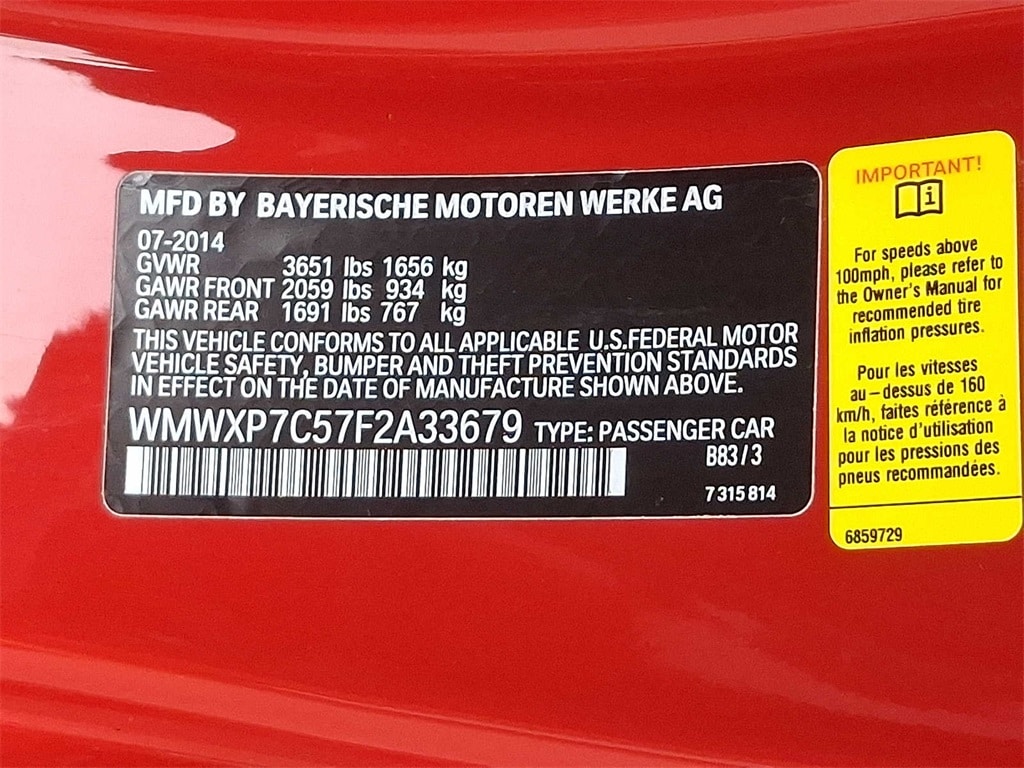 MFD BY BAYERISCHE MOTOREN WERKE AG
07-2014
GVWR 3651 lbs 1656 kg
GAWR FRONT 2059 lbs 934 kg
GAWR REAR 1691 lbs 767 kg
THIS VEHICLE CONFORMS TO ALL APPLICABLE U.S.FEDERAL MOTOR
VEHICLE SAFETY, BUMPER AND THEFT PREVENTION STANDARDS
IN EFFECT ON THE DATE OF MANUFACTURE SHOWN ABOVE.
WMWXP7C57F2A33679 TYPE: PASSENGER CAR
B83/3
7 315 814
IMPORTANT!
i
For speeds above
100mph, please refer to
the Owner's Manual for
recommended tire
inflation pressures.
Pour les vitesses
au-dessus de 160
km/h, faites référence à
la notice d'utilisation
pour les pressions des
pneus recommandées.
6859729